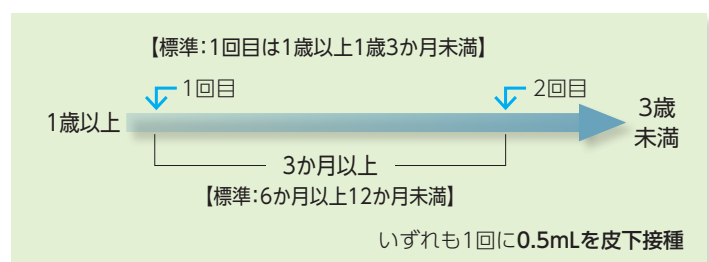 【標準：1回目は1歳以上1歳3か月未満】
1回目
2回目
1歳以上
3歳
未満
3か月以上
【標準：6か月以上12か月未満】
いずれも1回に0.5mLを皮下接種